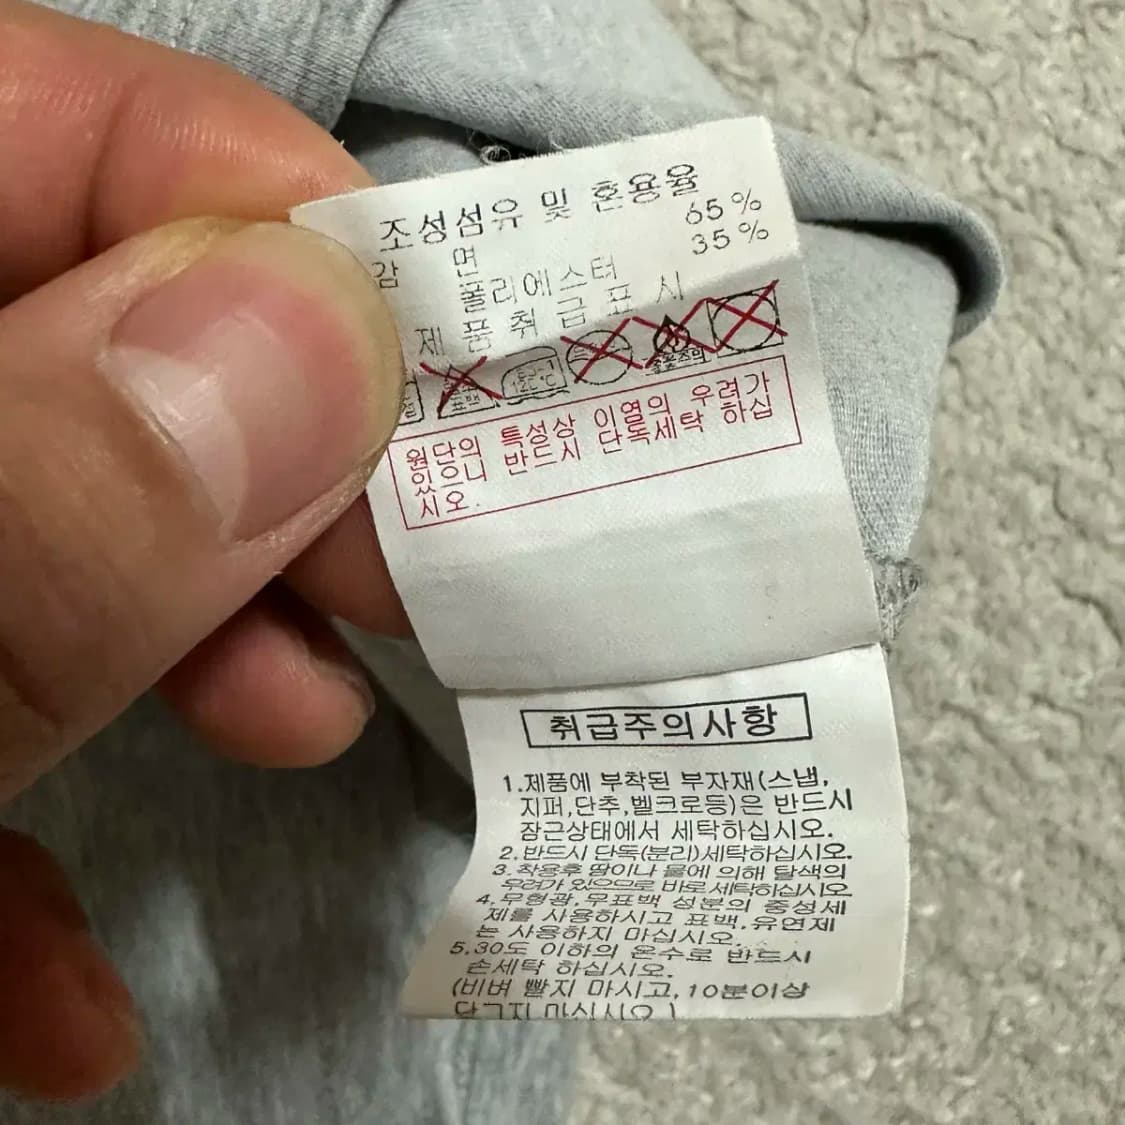 조성섬유 및 혼용율
감 면 65%
폴리에스터 35%
제품취급표시
표백
원단의 특성상 이염의 우려가
있으니 반드시 단독세탁 하십
시오.
취급주의사항
1.제품에 부착된 부자재(스냅,
지퍼,단추,벨크로등)은 반드시
잠근상태에서 세탁하십시오.
2.반드시 단독(분리)세탁하십시오.
3.착용후 땀이나 물에 의해 탈색의
우려가 있으므로 바로세탁하십시오
4.무형광,무표백 성분의 중성세
제를 사용하시고 표백,유연제
는 사용하지 마십시오.
5.30도 이하의 온수로 반드시
손세탁 하십시오.
(비벼 빨지 마시고,10분이상
담그지 마십시오.)